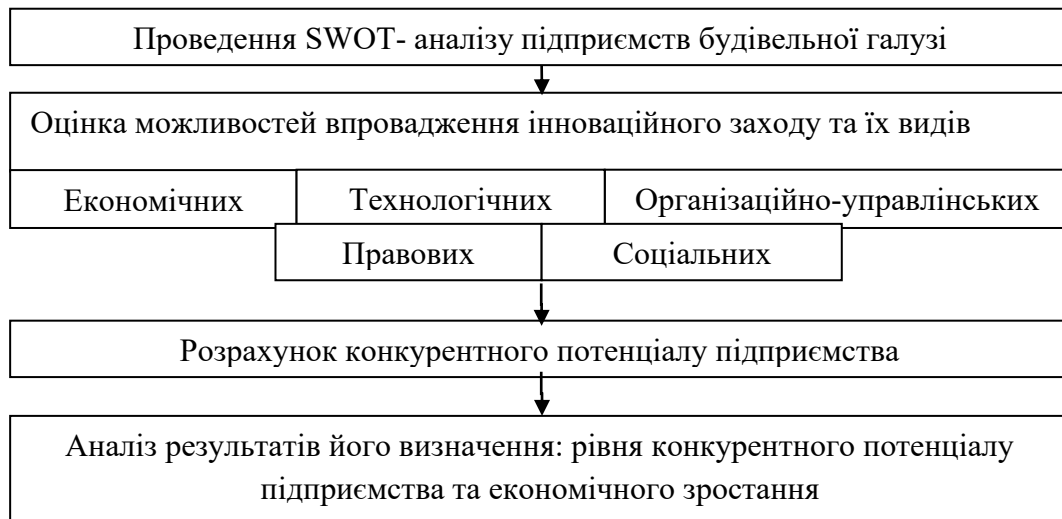 Проведення SWOT- аналізу підприємств будівельної галузі
Оцінка можливостей впровадження інноваційного заходу та їх видів
Економічних
Технологічних
Організаційно-управлінських
Правових
Соціальних
Розрахунок конкурентного потенціалу підприємства
Аналіз результатів його визначення: рівня конкурентного потенціалу
підприємства та економічного зростання